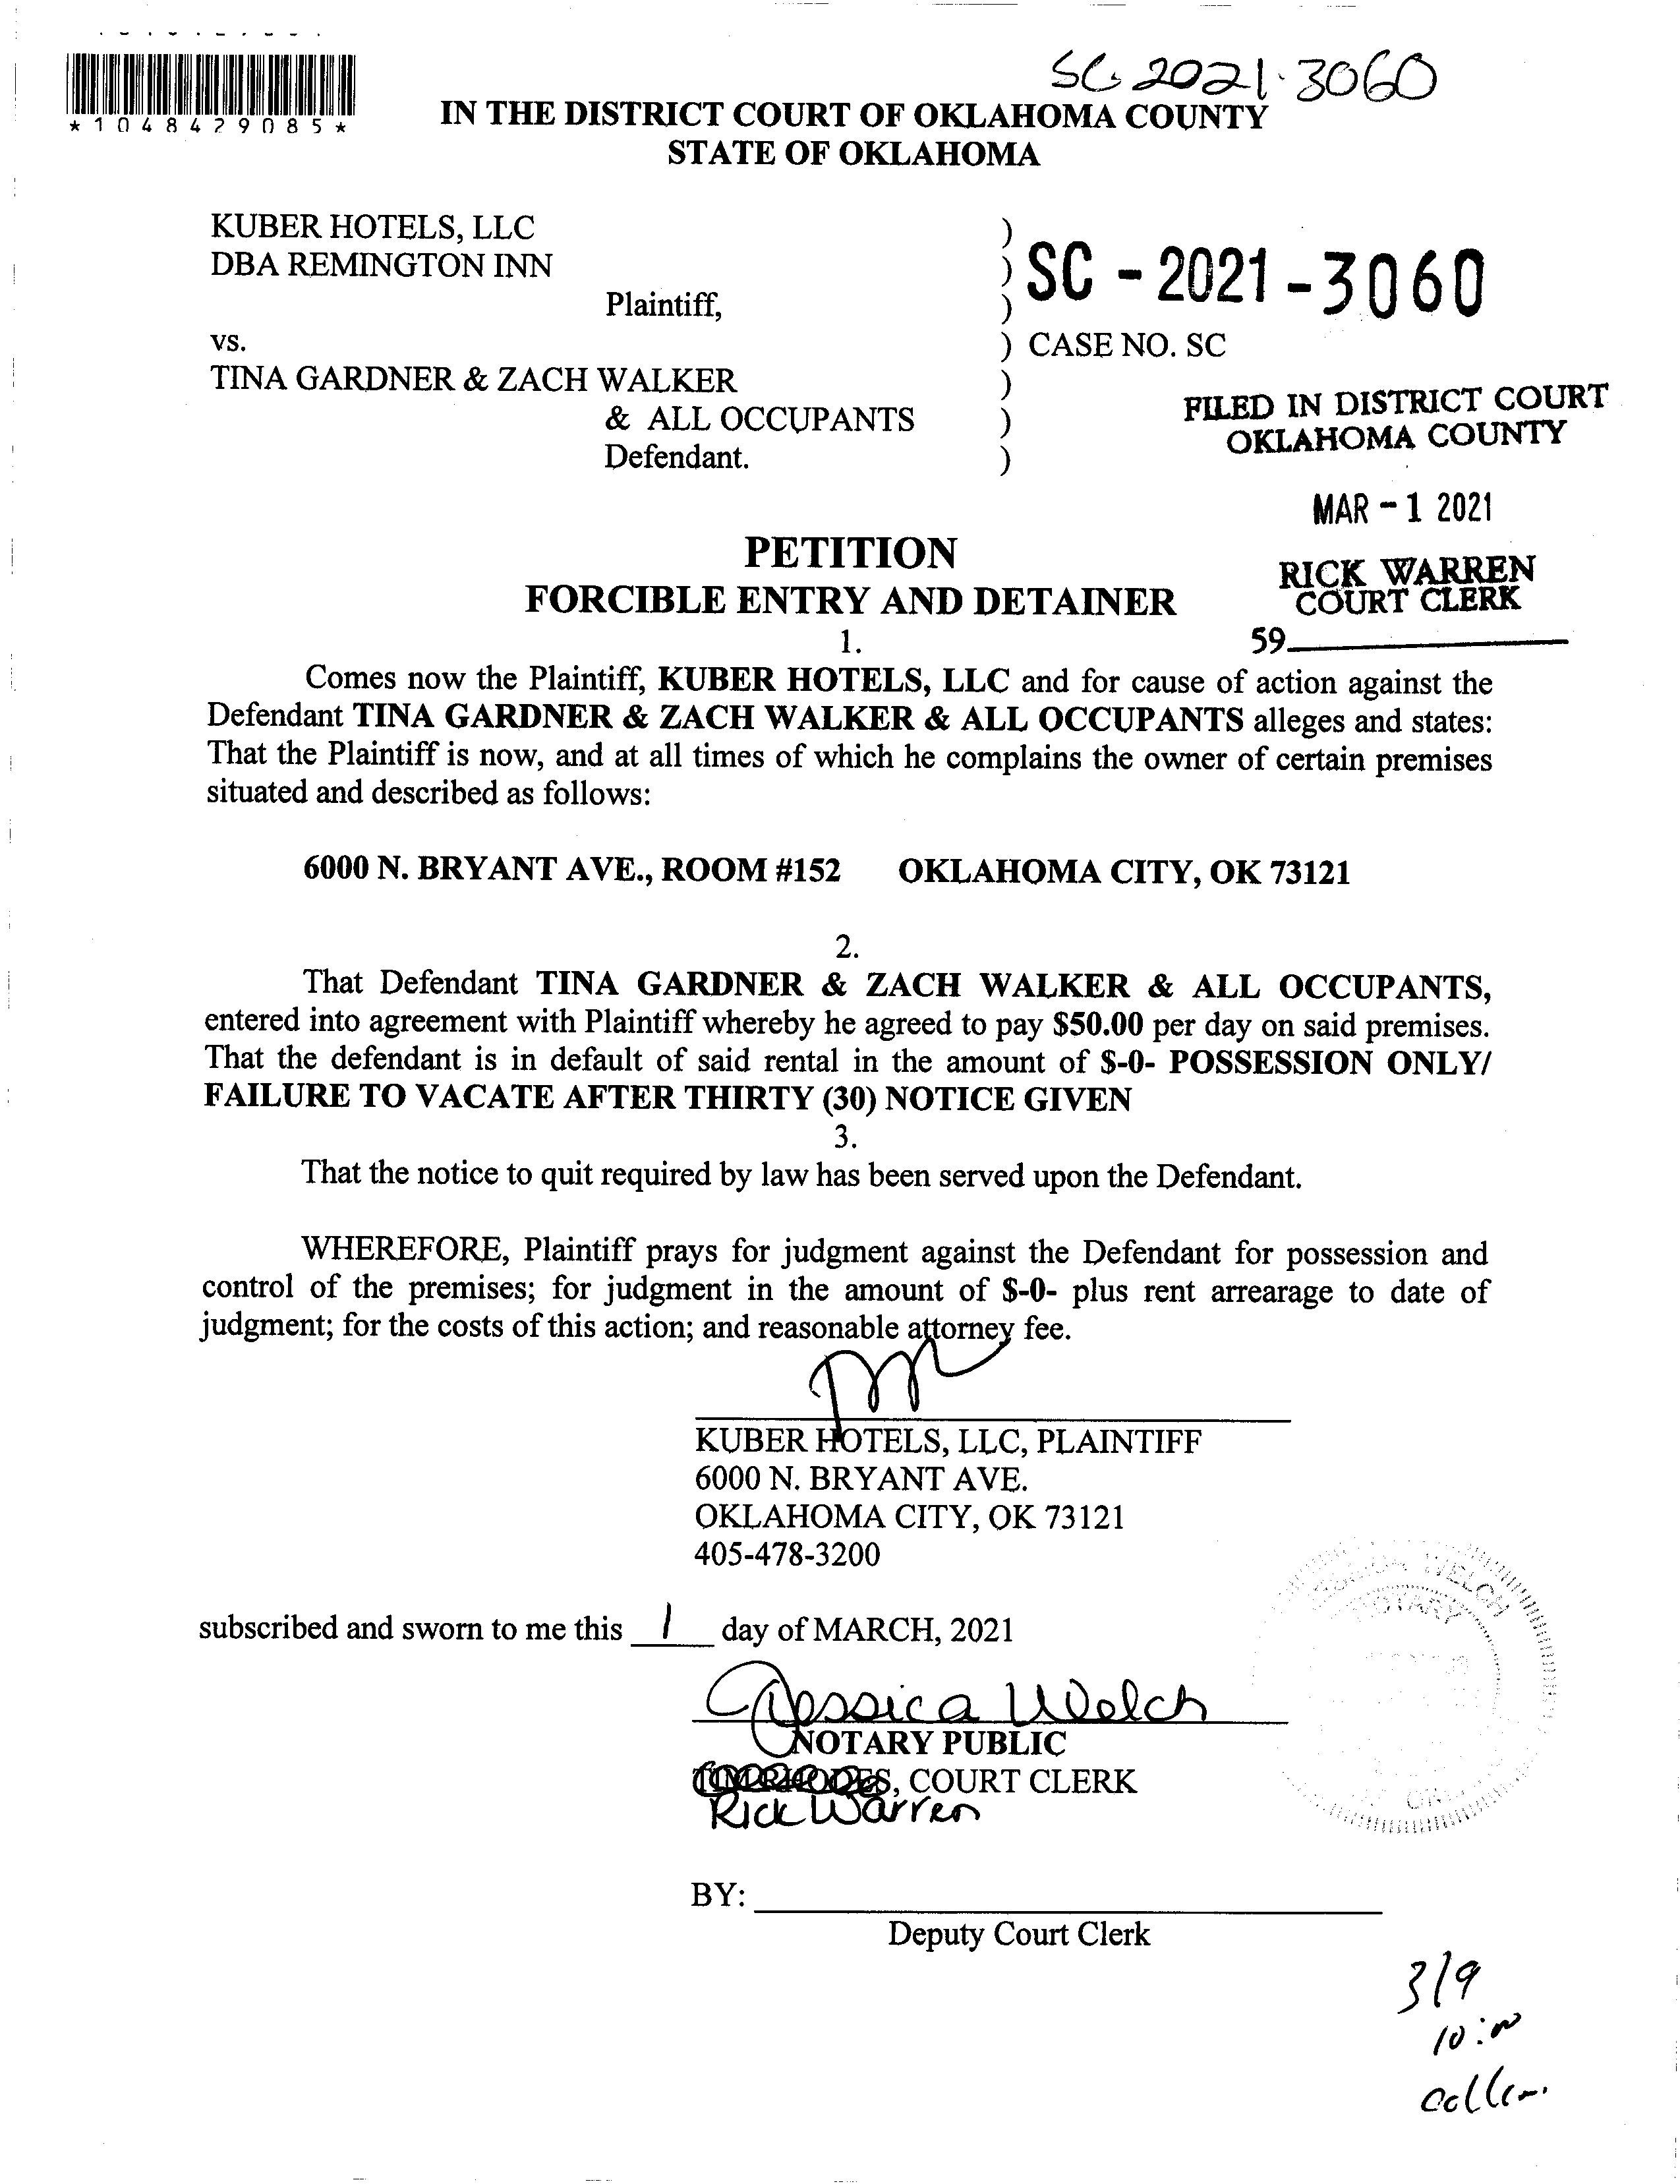 SC 2021-3060
*1048429085*
IN THE DISTRICT COURT OF OKLAHOMA COUNTY
STATE OF OKLAHOMA
KUBER HOTELS, LLC )
DBA REMINGTON INN ) SC - 2021 - 3060
Plaintiff, )
vs. ) CASE NO. SC
TINA GARDNER & ZACH WALKER )
& ALL OCCUPANTS )
Defendant. )
FILED IN DISTRICT COURT
OKLAHOMA COUNTY
MAR - 1 2021
RICK WARREN
COURT CLERK
59
PETITION
FORCIBLE ENTRY AND DETAINER
1.
Comes now the Plaintiff, KUBER HOTELS, LLC and for cause of action against the
Defendant TINA GARDNER & ZACH WALKER & ALL OCCUPANTS alleges and states:
That the Plaintiff is now, and at all times of which he complains the owner of certain premises
situated and described as follows:
6000 N. BRYANT AVE., ROOM #152 OKLAHOMA CITY, OK 73121
2.
That Defendant TINA GARDNER & ZACH WALKER & ALL OCCUPANTS,
entered into agreement with Plaintiff whereby he agreed to pay $50.00 per day on said premises.
That the defendant is in default of said rental in the amount of $-0- POSSESSION ONLY/
FAILURE TO VACATE AFTER THIRTY (30) NOTICE GIVEN
3.
That the notice to quit required by law has been served upon the Defendant.
WHEREFORE, Plaintiff prays for judgment against the Defendant for possession and
control of the premises; for judgment in the amount of $-0- plus rent arrearage to date of
judgment; for the costs of this action; and reasonable attorney fee.
KUBER HOTELS, LLC, PLAINTIFF
6000 N. BRYANT AVE.
OKLAHOMA CITY, OK 73121
405-478-3200
subscribed and sworn to me this 1 day of MARCH, 2021
Jessica Welch
NOTARY PUBLIC
, COURT CLERK
Rick Warren
WELCH
NOTARY
BY:
Deputy Court Clerk
3/9